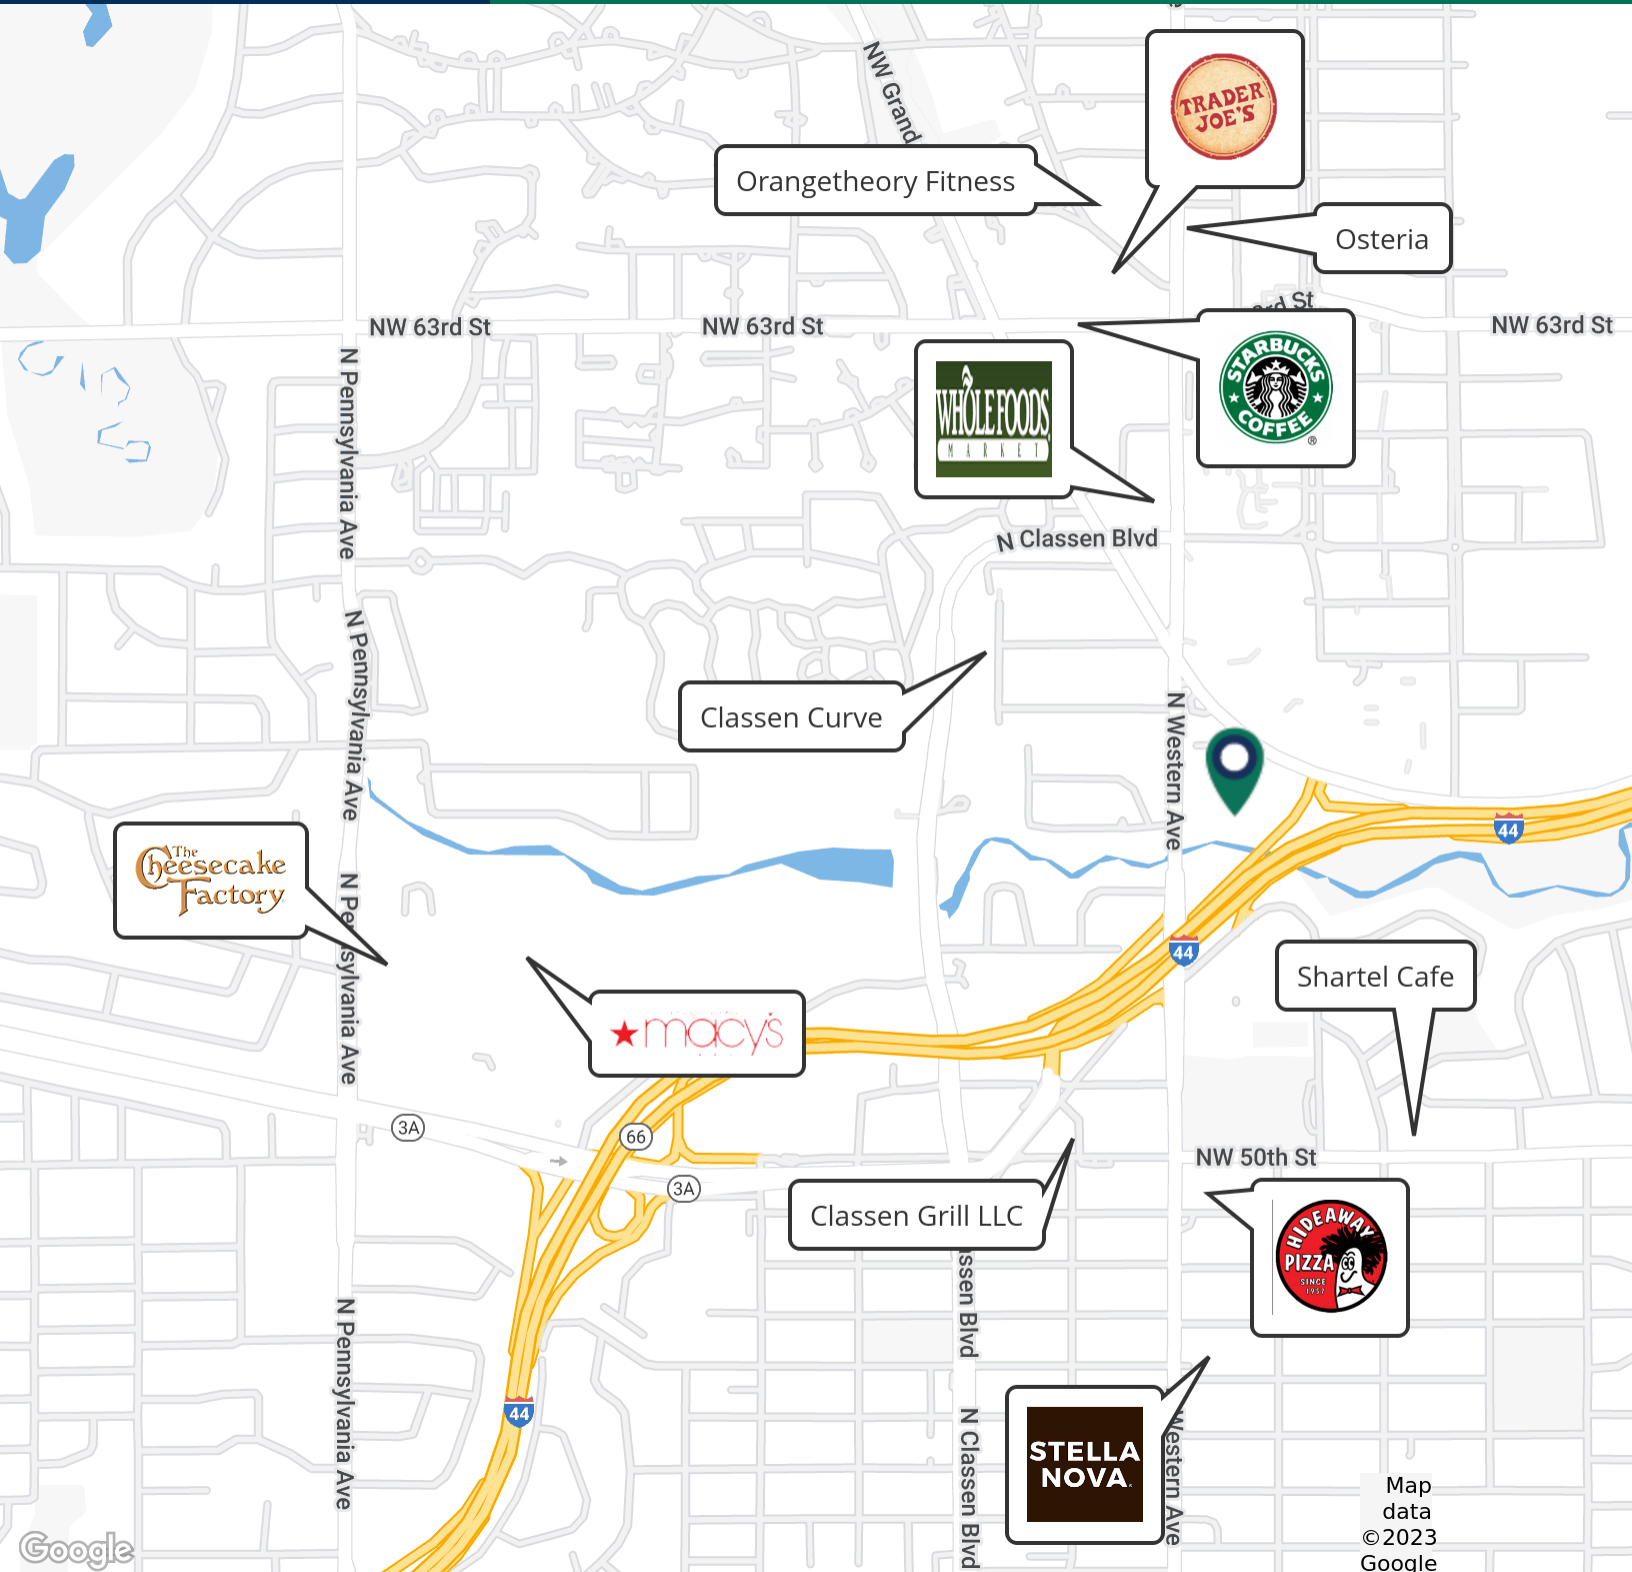 NW Grand
TRADER
JOE'S
Orangetheory Fitness
Osteria
NW 63rd St
NW 63rd St
rd St
NW 63rd St
STARBUCKS
COFFEE
®
WHOLE FOODS
MARKET
N Pennsylvania Ave
N Classen Blvd
N Pennsylvania Ave
Classen Curve
N Western Ave
44
The
Cheesecake
Factory
N Pennsylvania Ave
44
Shartel Cafe
macy's
3A
66
NW 50th St
3A
Classen Grill LLC
HIDEAWAY
PIZZA
SINCE
1957
assen Blvd
N Pennsylvania Ave
44
N Classen Blvd
STELLA
NOVA
Western Ave
Map
data
©2023
Google
Google